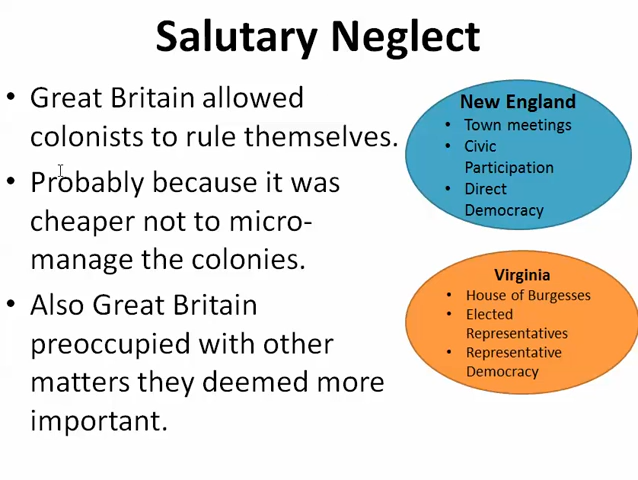 Salutary Neglect
• Great Britain allowed
colonists to rule themselves.
• Probably because it was
cheaper not to micro-
manage the colonies.
• Also Great Britain
preoccupied with other
matters they deemed more
important.
New England
• Town meetings
• Civic
Participation
• Direct
Democracy
Virginia
• House of Burgesses
• Elected
Representatives
• Representative
Democracy